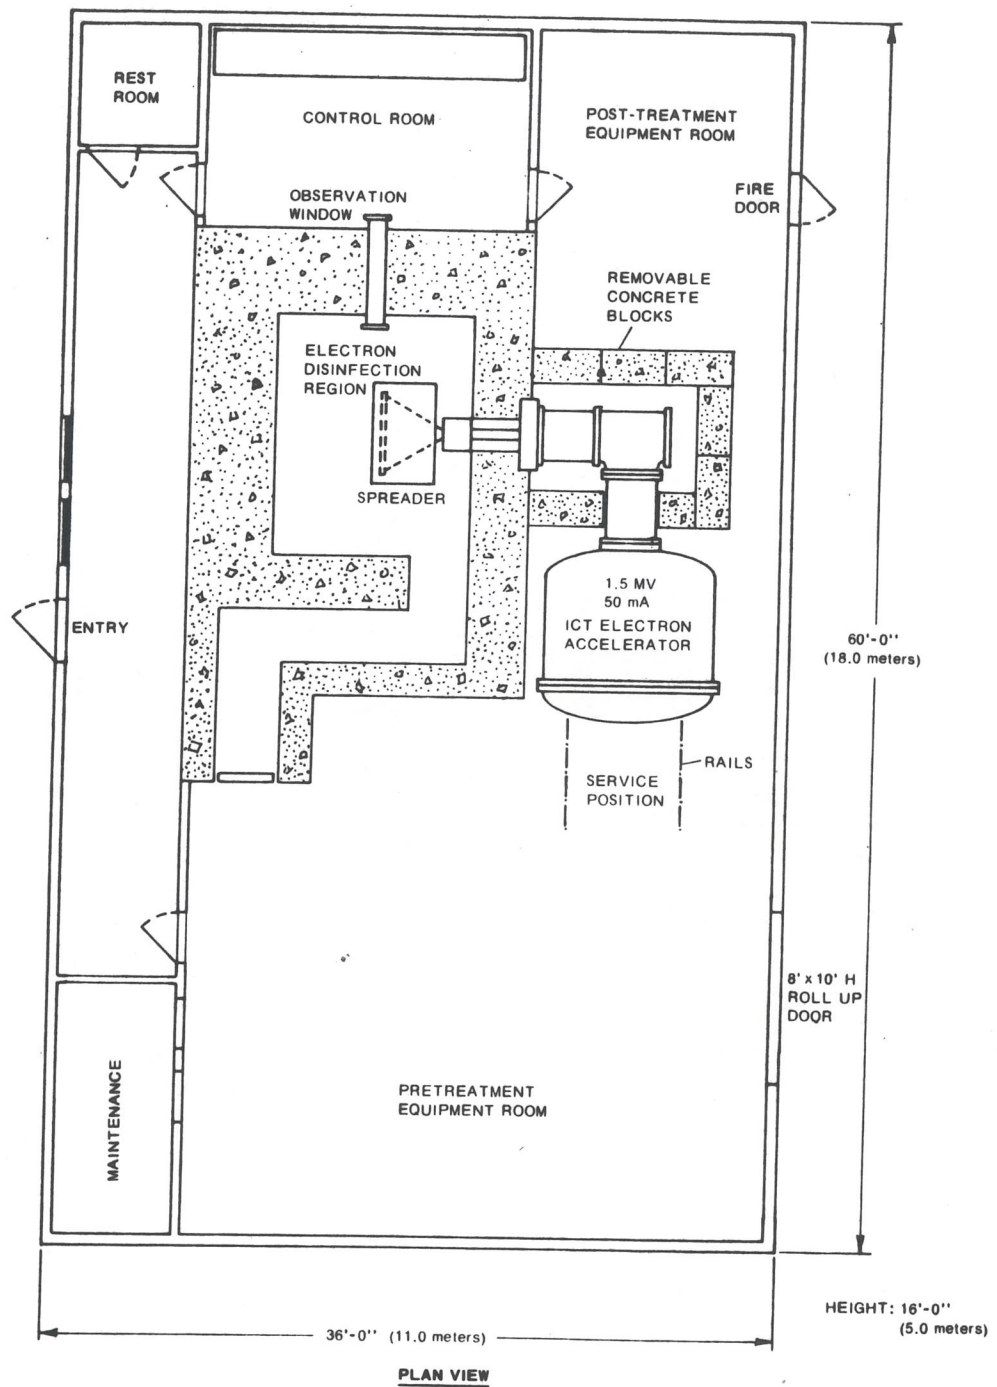 REST
ROOM
CONTROL ROOM
POST-TREATMENT
EQUIPMENT ROOM
OBSERVATION
WINDOW
FIRE
DOOR
REMOVABLE
CONCRETE
BLOCKS
ELECTRON
DISINFECTION
REGION
SPREADER
1.5 MV
50 mA
ICT ELECTRON
ACCELERATOR
ENTRY
60'-0''
(18.0 meters)
RAILS
SERVICE
POSITION
8' x 10' H
ROLL UP
DOOR
MAINTENANCE
PRETREATMENT
EQUIPMENT ROOM
HEIGHT: 16'-0''
(5.0 meters)
36'-0'' (11.0 meters)
PLAN VIEW